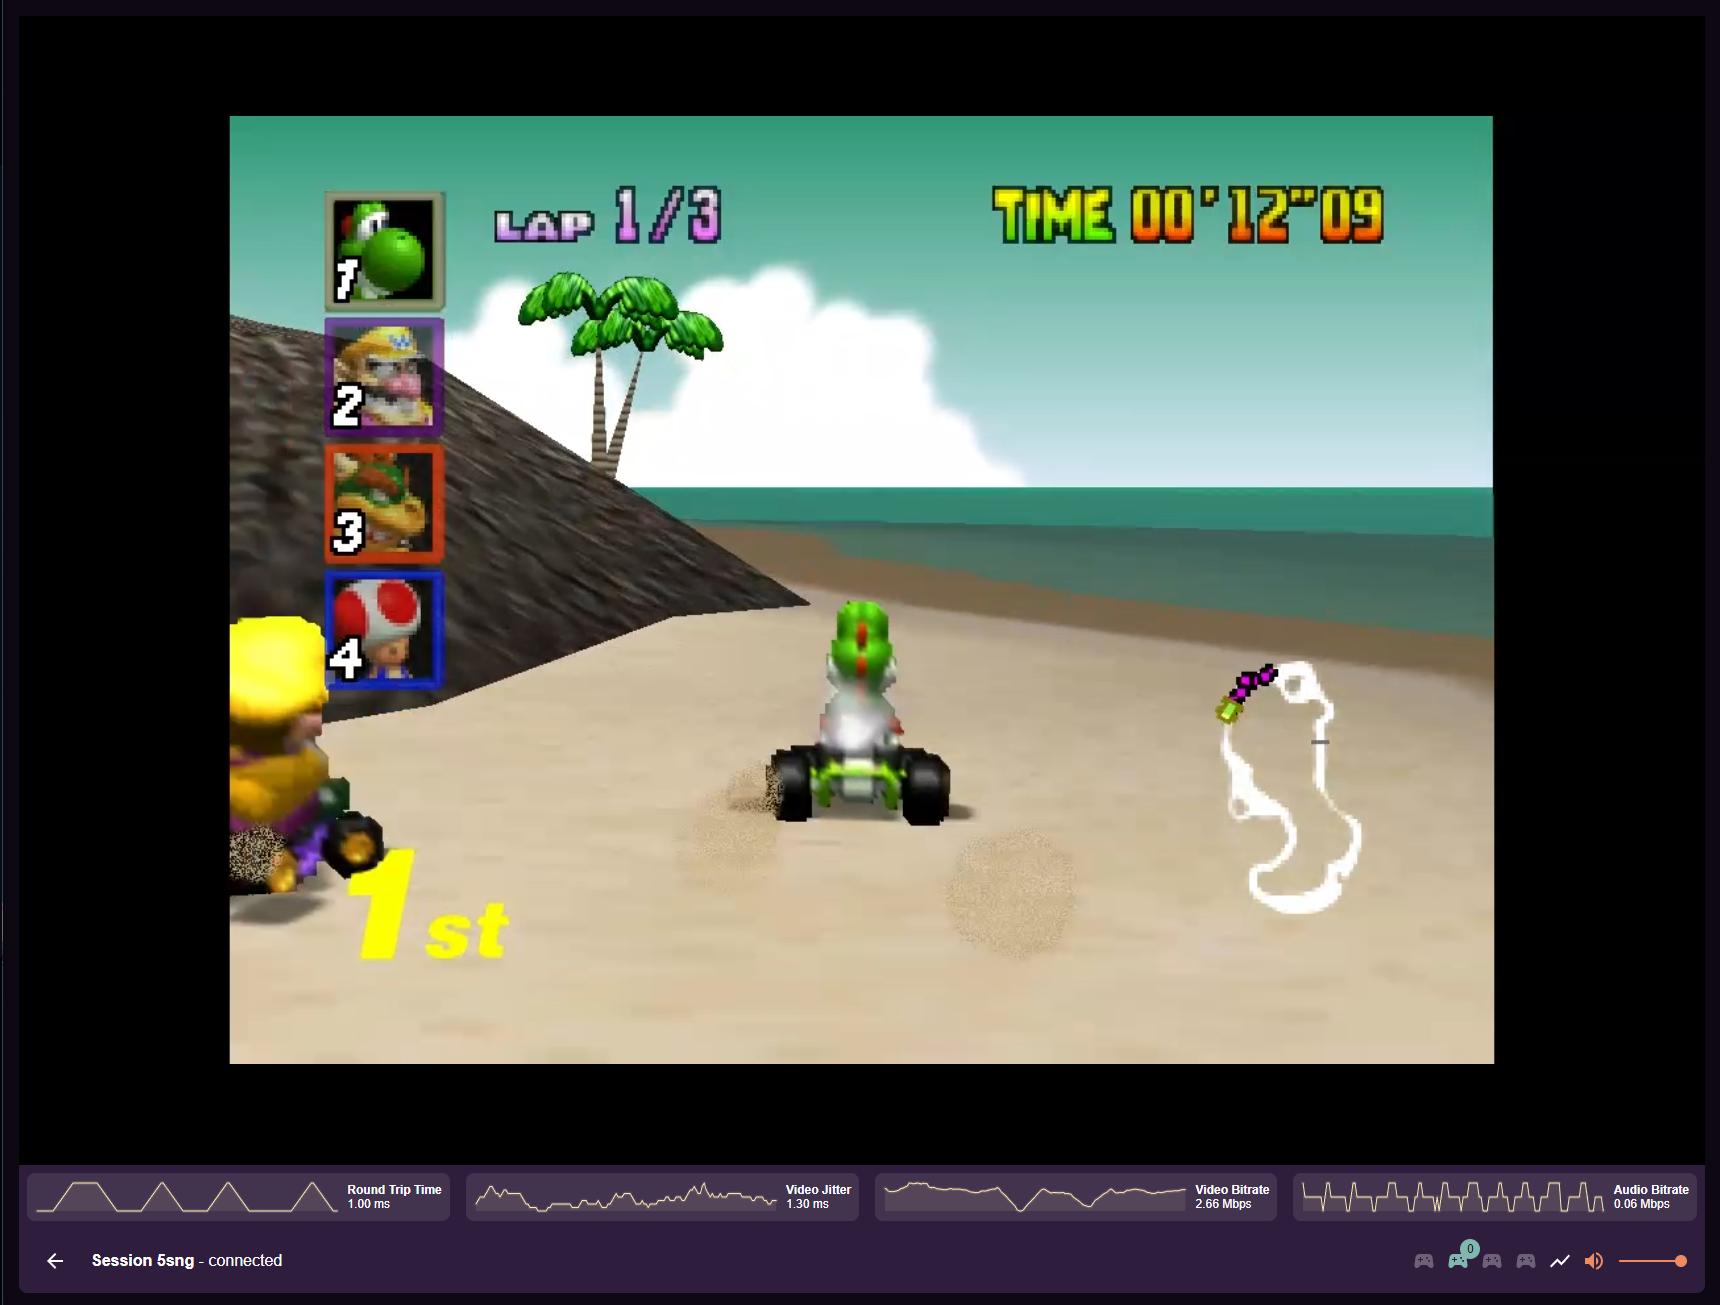 LAP 1/3
TIME 00'12"09
1
2
3
4
1st
Round Trip Time
1.00 ms
Video Jitter
1.30 ms
Video Bitrate
2.66 Mbps
Audio Bitrate
0.06 Mbps
Session 5sng - connected
0